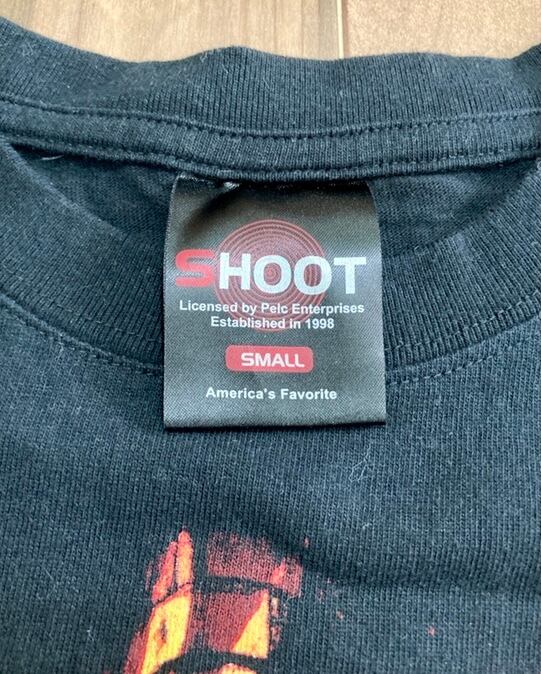 SHOOT
Licensed by Pelc Enterprises
Established in 1998
SMALL
America's Favorite